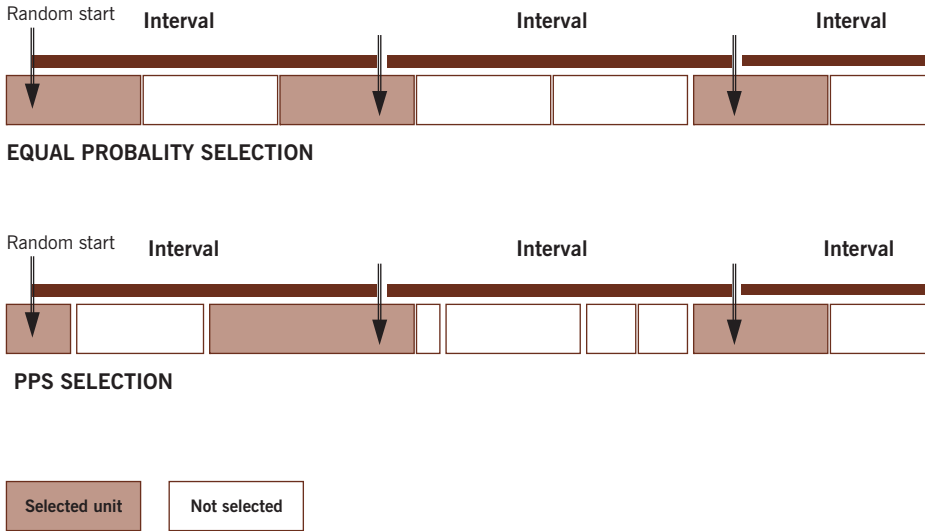 Random start
Interval
Interval
Interval
EQUAL PROBALITY SELECTION
Random start
Interval
Interval
Interval
PPS SELECTION
Selected unit
Not selected